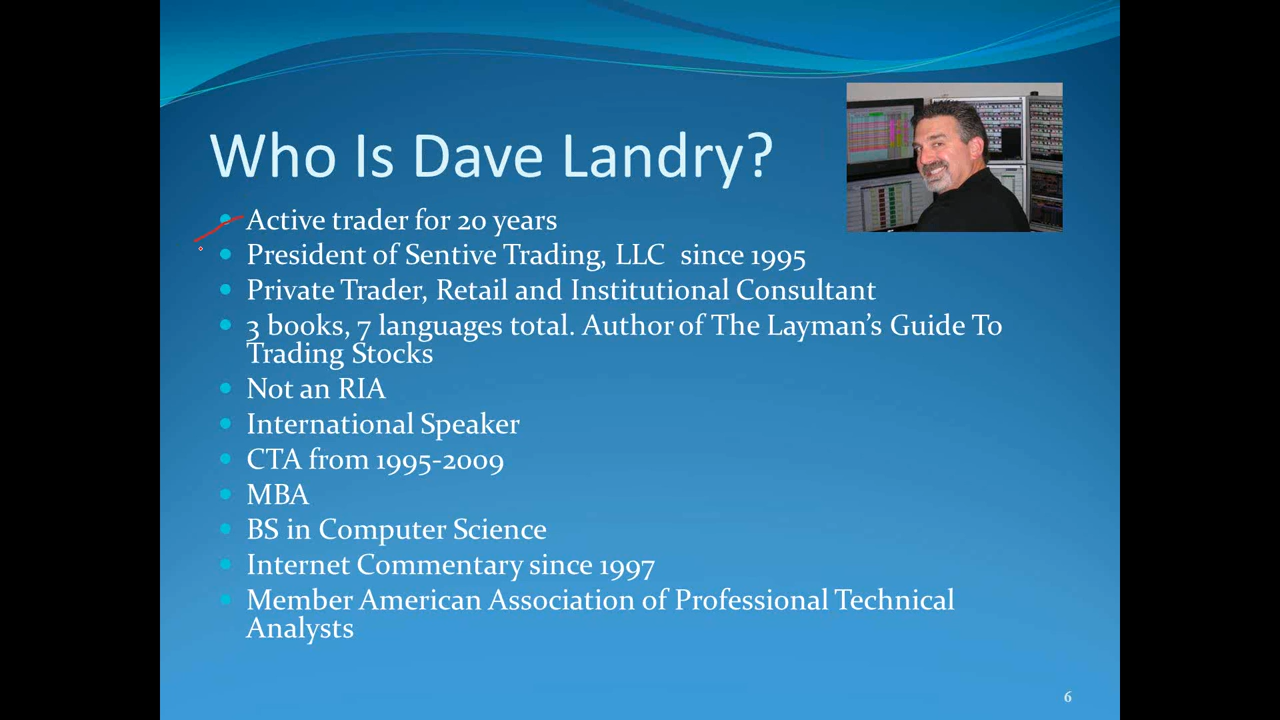 Who Is Dave Landry?
Active trader for 20 years
President of Sentive Trading, LLC since 1995
Private Trader, Retail and Institutional Consultant
3 books, 7 languages total. Author of The Layman's Guide To
Trading Stocks
Not an RIA
International Speaker
CTA from 1995-2009
MBA
BS in Computer Science
Internet Commentary since 1997
Member American Association of Professional Technical
Analysts
6